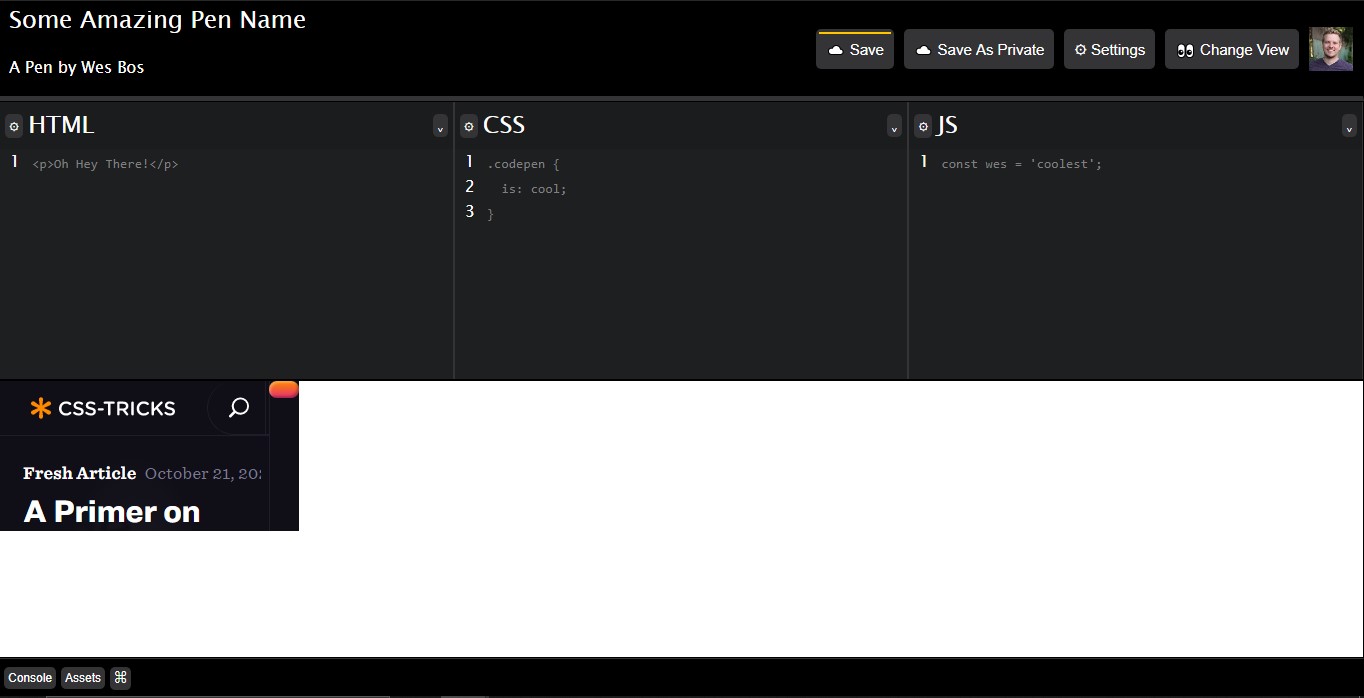 Some Amazing Pen Name
A Pen by Wes Bos
Save
Save As Private
Settings
Change View
HTML
1 <p>Oh Hey There!</p>
CSS
1 .codepen {
2 is: cool;
3 }
JS
1 const wes = 'coolest';
CSS-TRICKS
Fresh Article October 21,
A Primer on
Console Assets ⌘